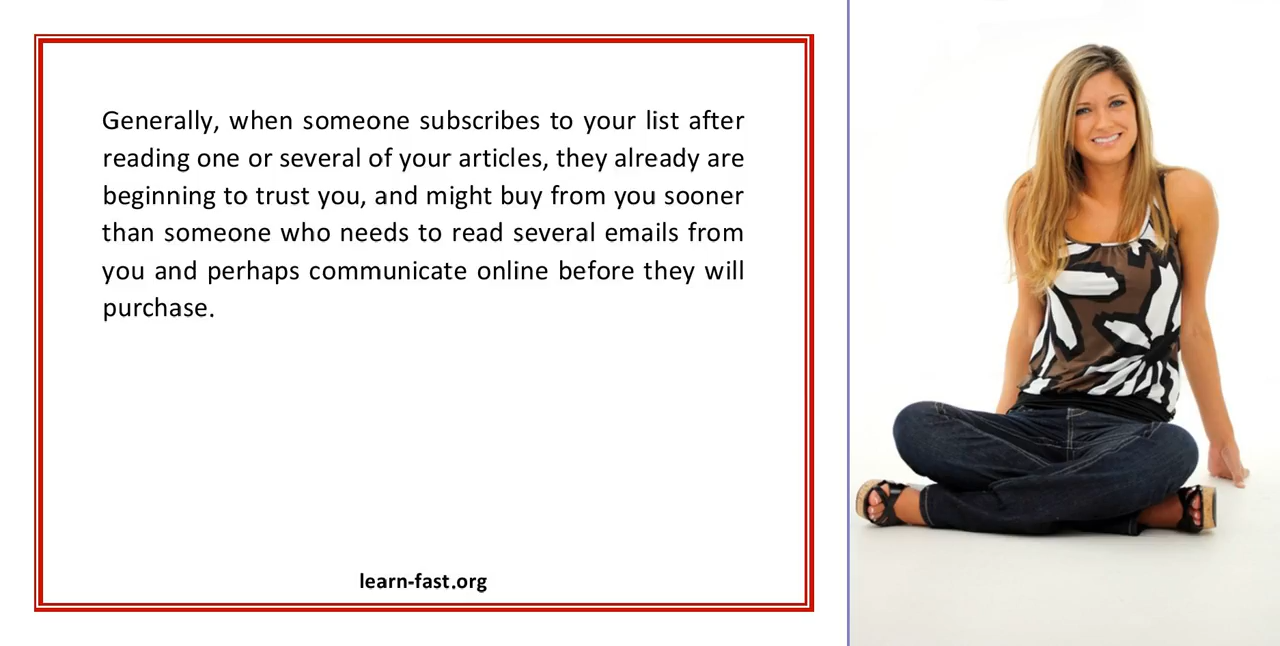 Generally, when someone subscribes to your list after
reading one or several of your articles, they already are
beginning to trust you, and might buy from you sooner
than someone who needs to read several emails from
you and perhaps communicate online before they will
purchase.
learn-fast.org